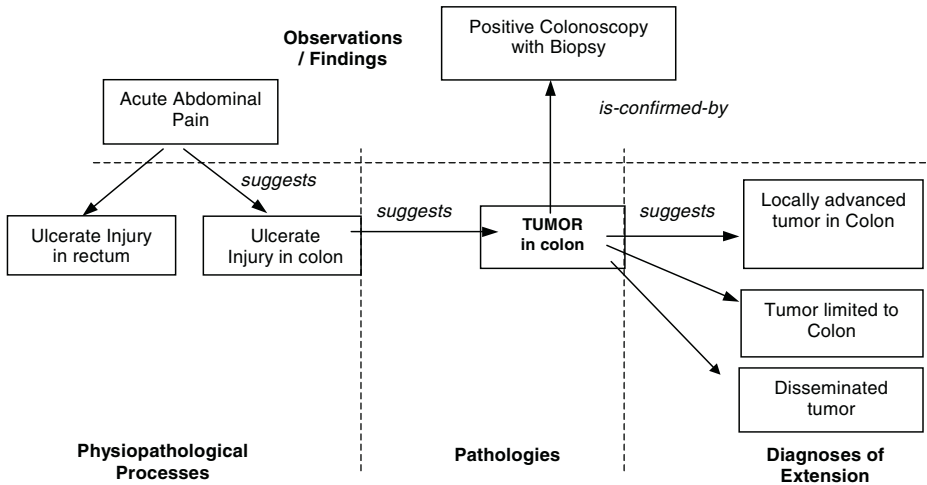 Observations
/ Findings
Positive Colonoscopy
with Biopsy
Acute Abdominal
Pain
is-confirmed-by
suggests
Ulcerate Injury
in rectum
Ulcerate
Injury in colon
suggests
TUMOR
in colon
suggests
Locally advanced
tumor in Colon
Tumor limited to
Colon
Disseminated
tumor
Physiopathological
Processes
Pathologies
Diagnoses of
Extension